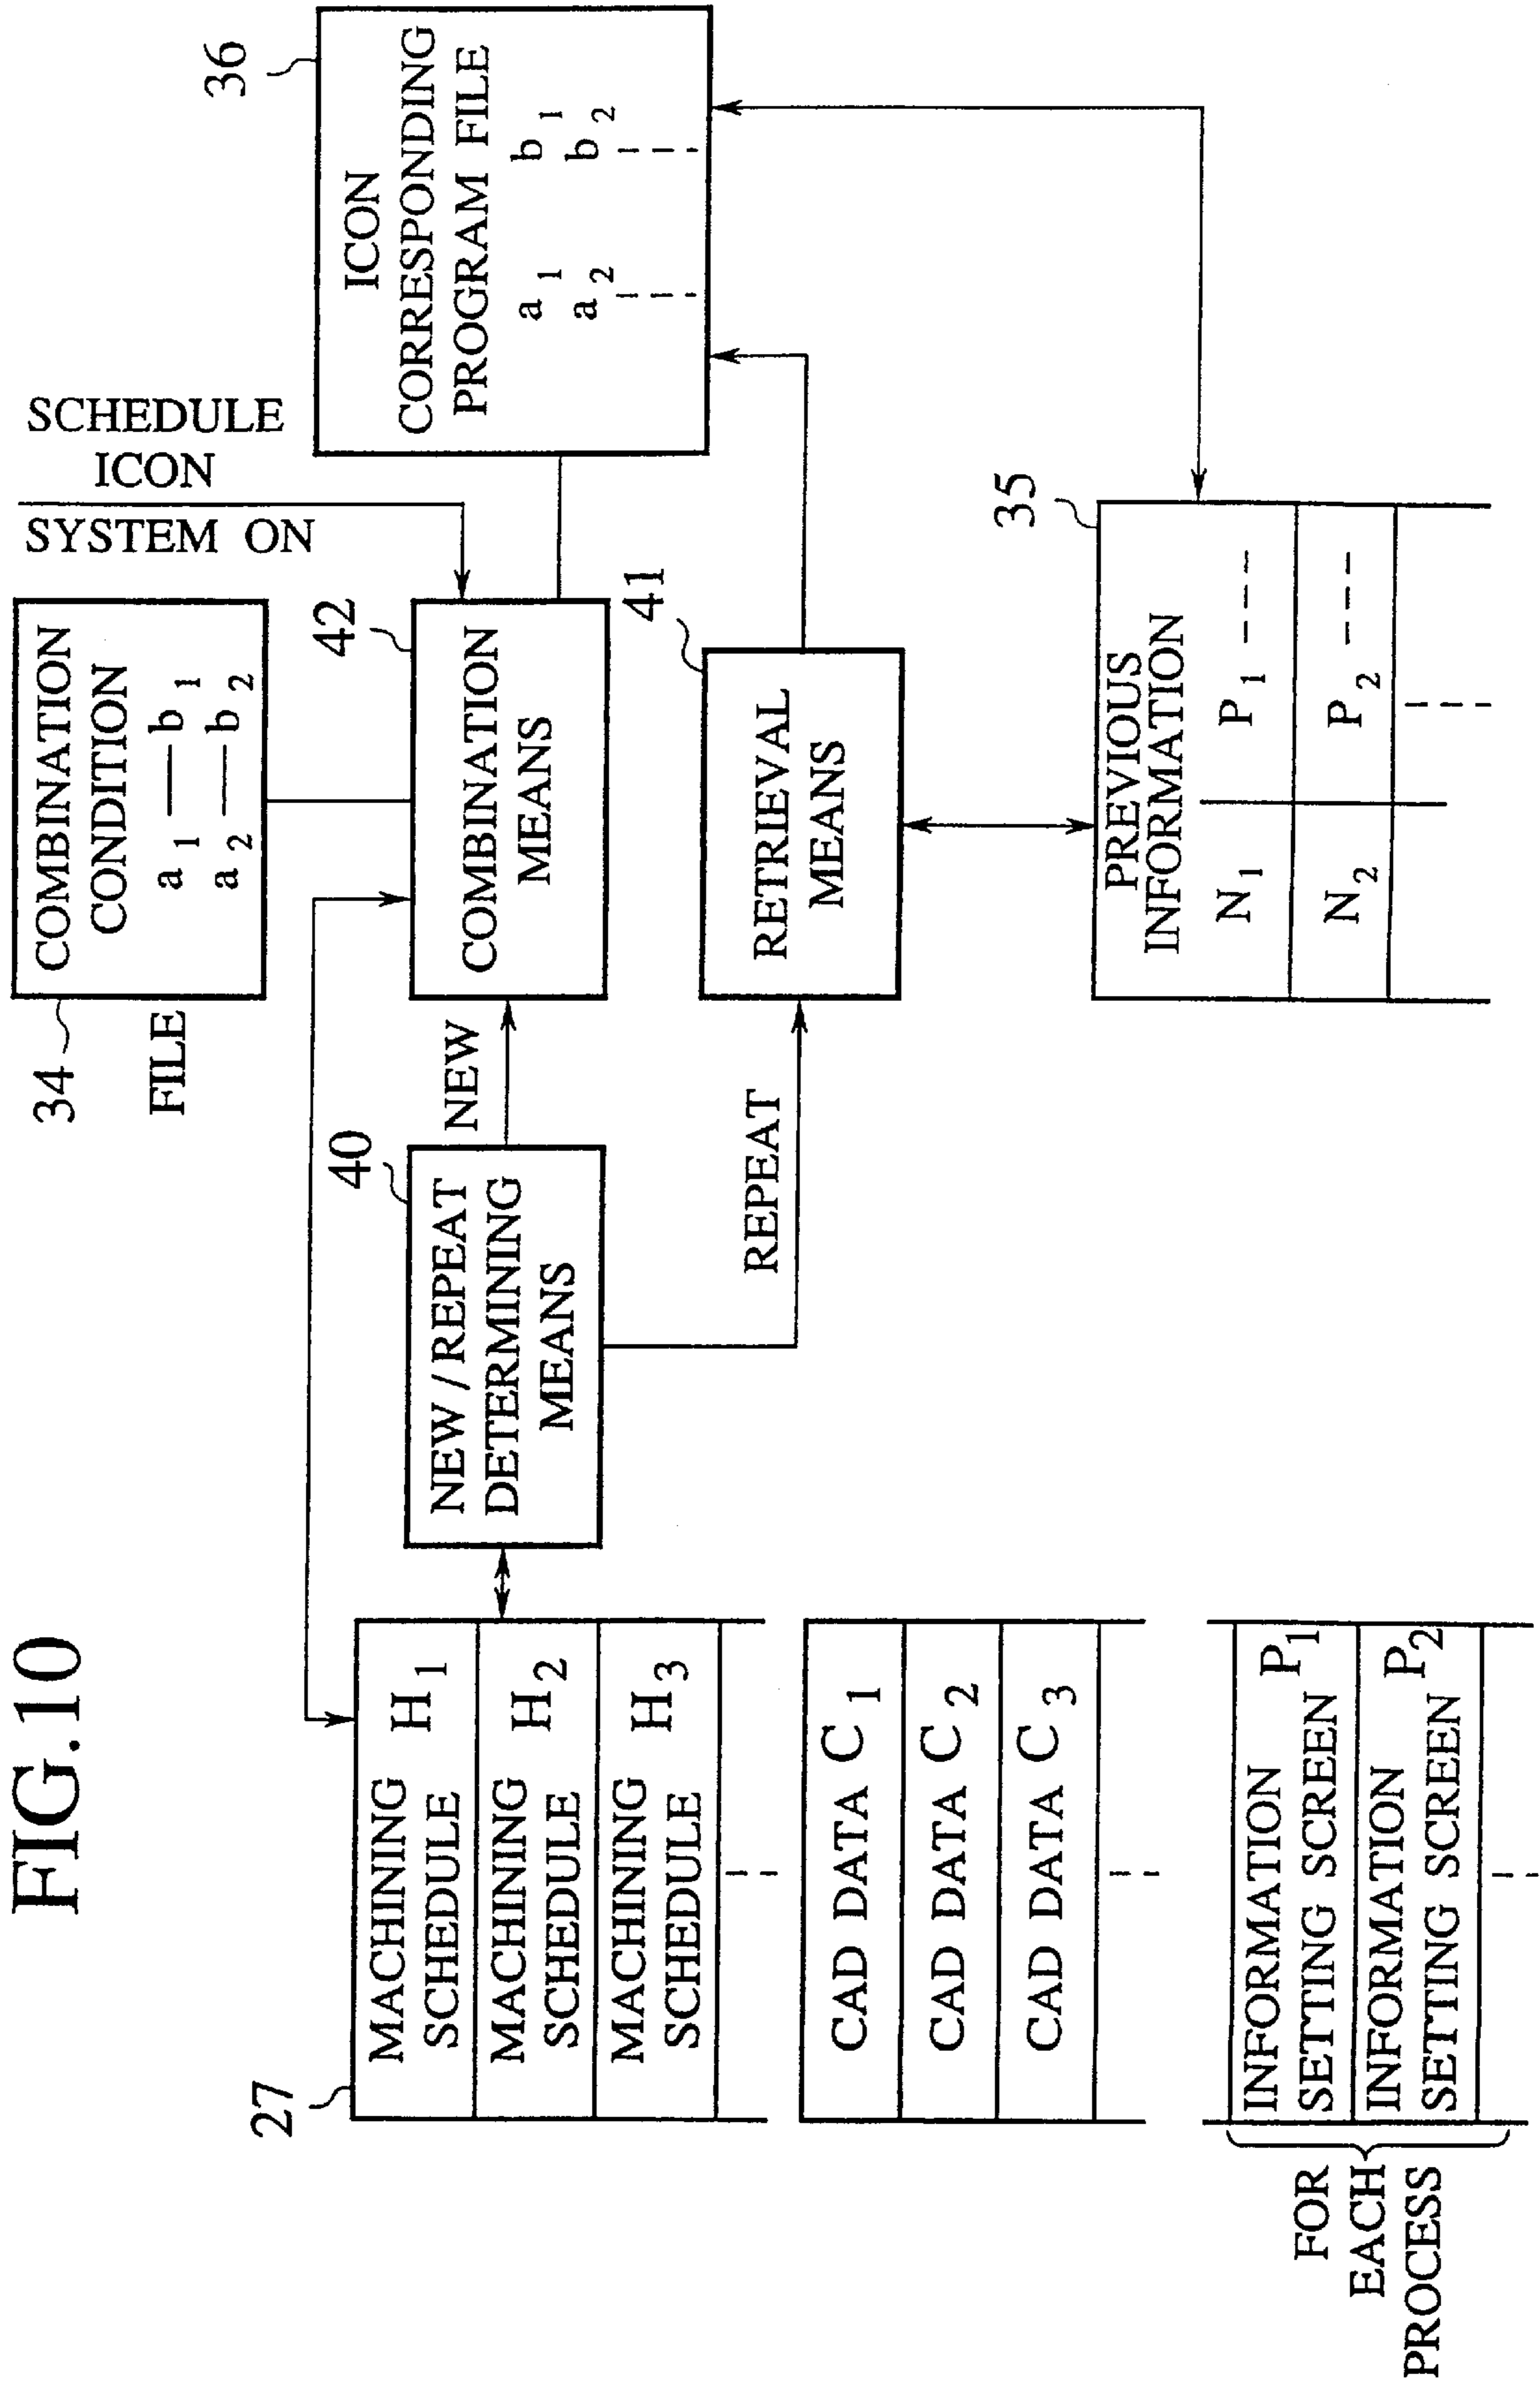 FIG.10
34
FILE
COMBINATION
CONDITION
a1 — b1
a2 — b2
SCHEDULE
ICON
SYSTEM ON
36
ICON
CORRESPONDING
PROGRAM FILE
a1 b1
a2 b2
27
MACHINING
SCHEDULE H1
MACHINING
SCHEDULE H2
MACHINING
SCHEDULE H3
40
NEW / REPEAT
DETERMINING
MEANS
NEW
42
COMBINATION
MEANS
REPEAT
41
RETRIEVAL
MEANS
CAD DATA C1
CAD DATA C2
CAD DATA C3
35
PREVIOUS
INFORMATION
N1 P1 ----
N2 P2 ---
FOR
EACH
PROCESS
INFORMATION
SETTING SCREEN P1
INFORMATION
SETTING SCREEN P2